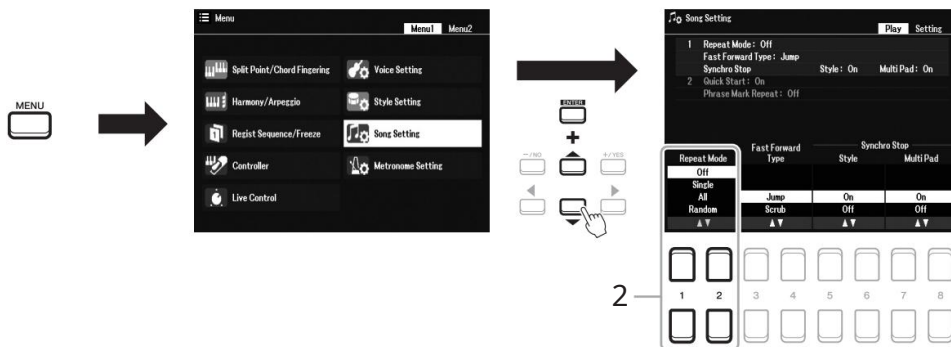 MENU
Menu
Menu1 Menu2
Split Point/Chord Fingering
Voice Setting
Harmony/Arpeggio
Style Setting
Regist Sequence/Freeze
Song Setting
Controller
Metronome Setting
Live Control
ENTER
+
-/NO
+/YES
Song Setting
Play Setting
1 Repeat Mode: Off
Fast Forward Type: Jump
Synchro Stop Style: On Multi Pad: On
2 Quick Start: On
Phrase Mark Repeat: Off
Repeat Mode
Fast Forward Type
Synchro Stop
Style
Multi Pad
Off
Single
All
Random
Jump
Scrub
On
Off
On
Off
2
1 2 3 4 5 6 7 8